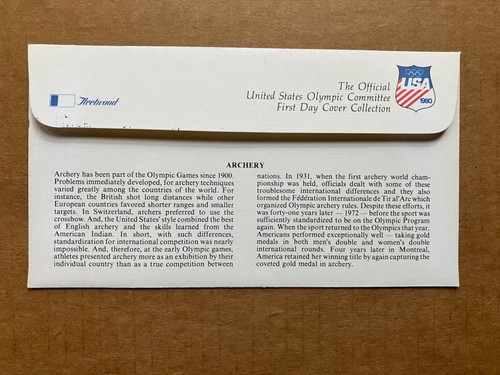 Fleetwood
The Official
United States Olympic Committee
First Day Cover Collection
USA
1980
ARCHERY
Archery has been part of the Olympic Games since 1900.
Problems immediately developed, for archery techniques
varied greatly among the countries of the world. For
instance, the British shot long distances while other
European countries favored shorter ranges and smaller
targets. In Switzerland, archers preferred to use the
crossbow. And, the United States' style combined the best
of English archery and the skills learned from the
American Indian. In short, with such differences,
standardization for international competition was nearly
impossible. And, therefore, at the early Olympic games,
athletes presented archery more as an exhibition by their
individual country than as a true competition between
nations. In 1931, when the first archery world cham-
pionship was held, officials dealt with some of these
troublesome international differences and they also
formed the Fédération Internationale de Tir al'Arc which
organized Olympic archery rules. Despite these efforts, it
was forty-one years later — 1972 — before the sport was
sufficiently standardized to be on the Olympic Program
again. When the sport returned to the Olympics that year,
Americans performed exceptionally well — taking gold
medals in both men's double and women's double
international rounds. Four years later in Montreal,
America retained her winning title by again capturing the
coveted gold medal in archery.